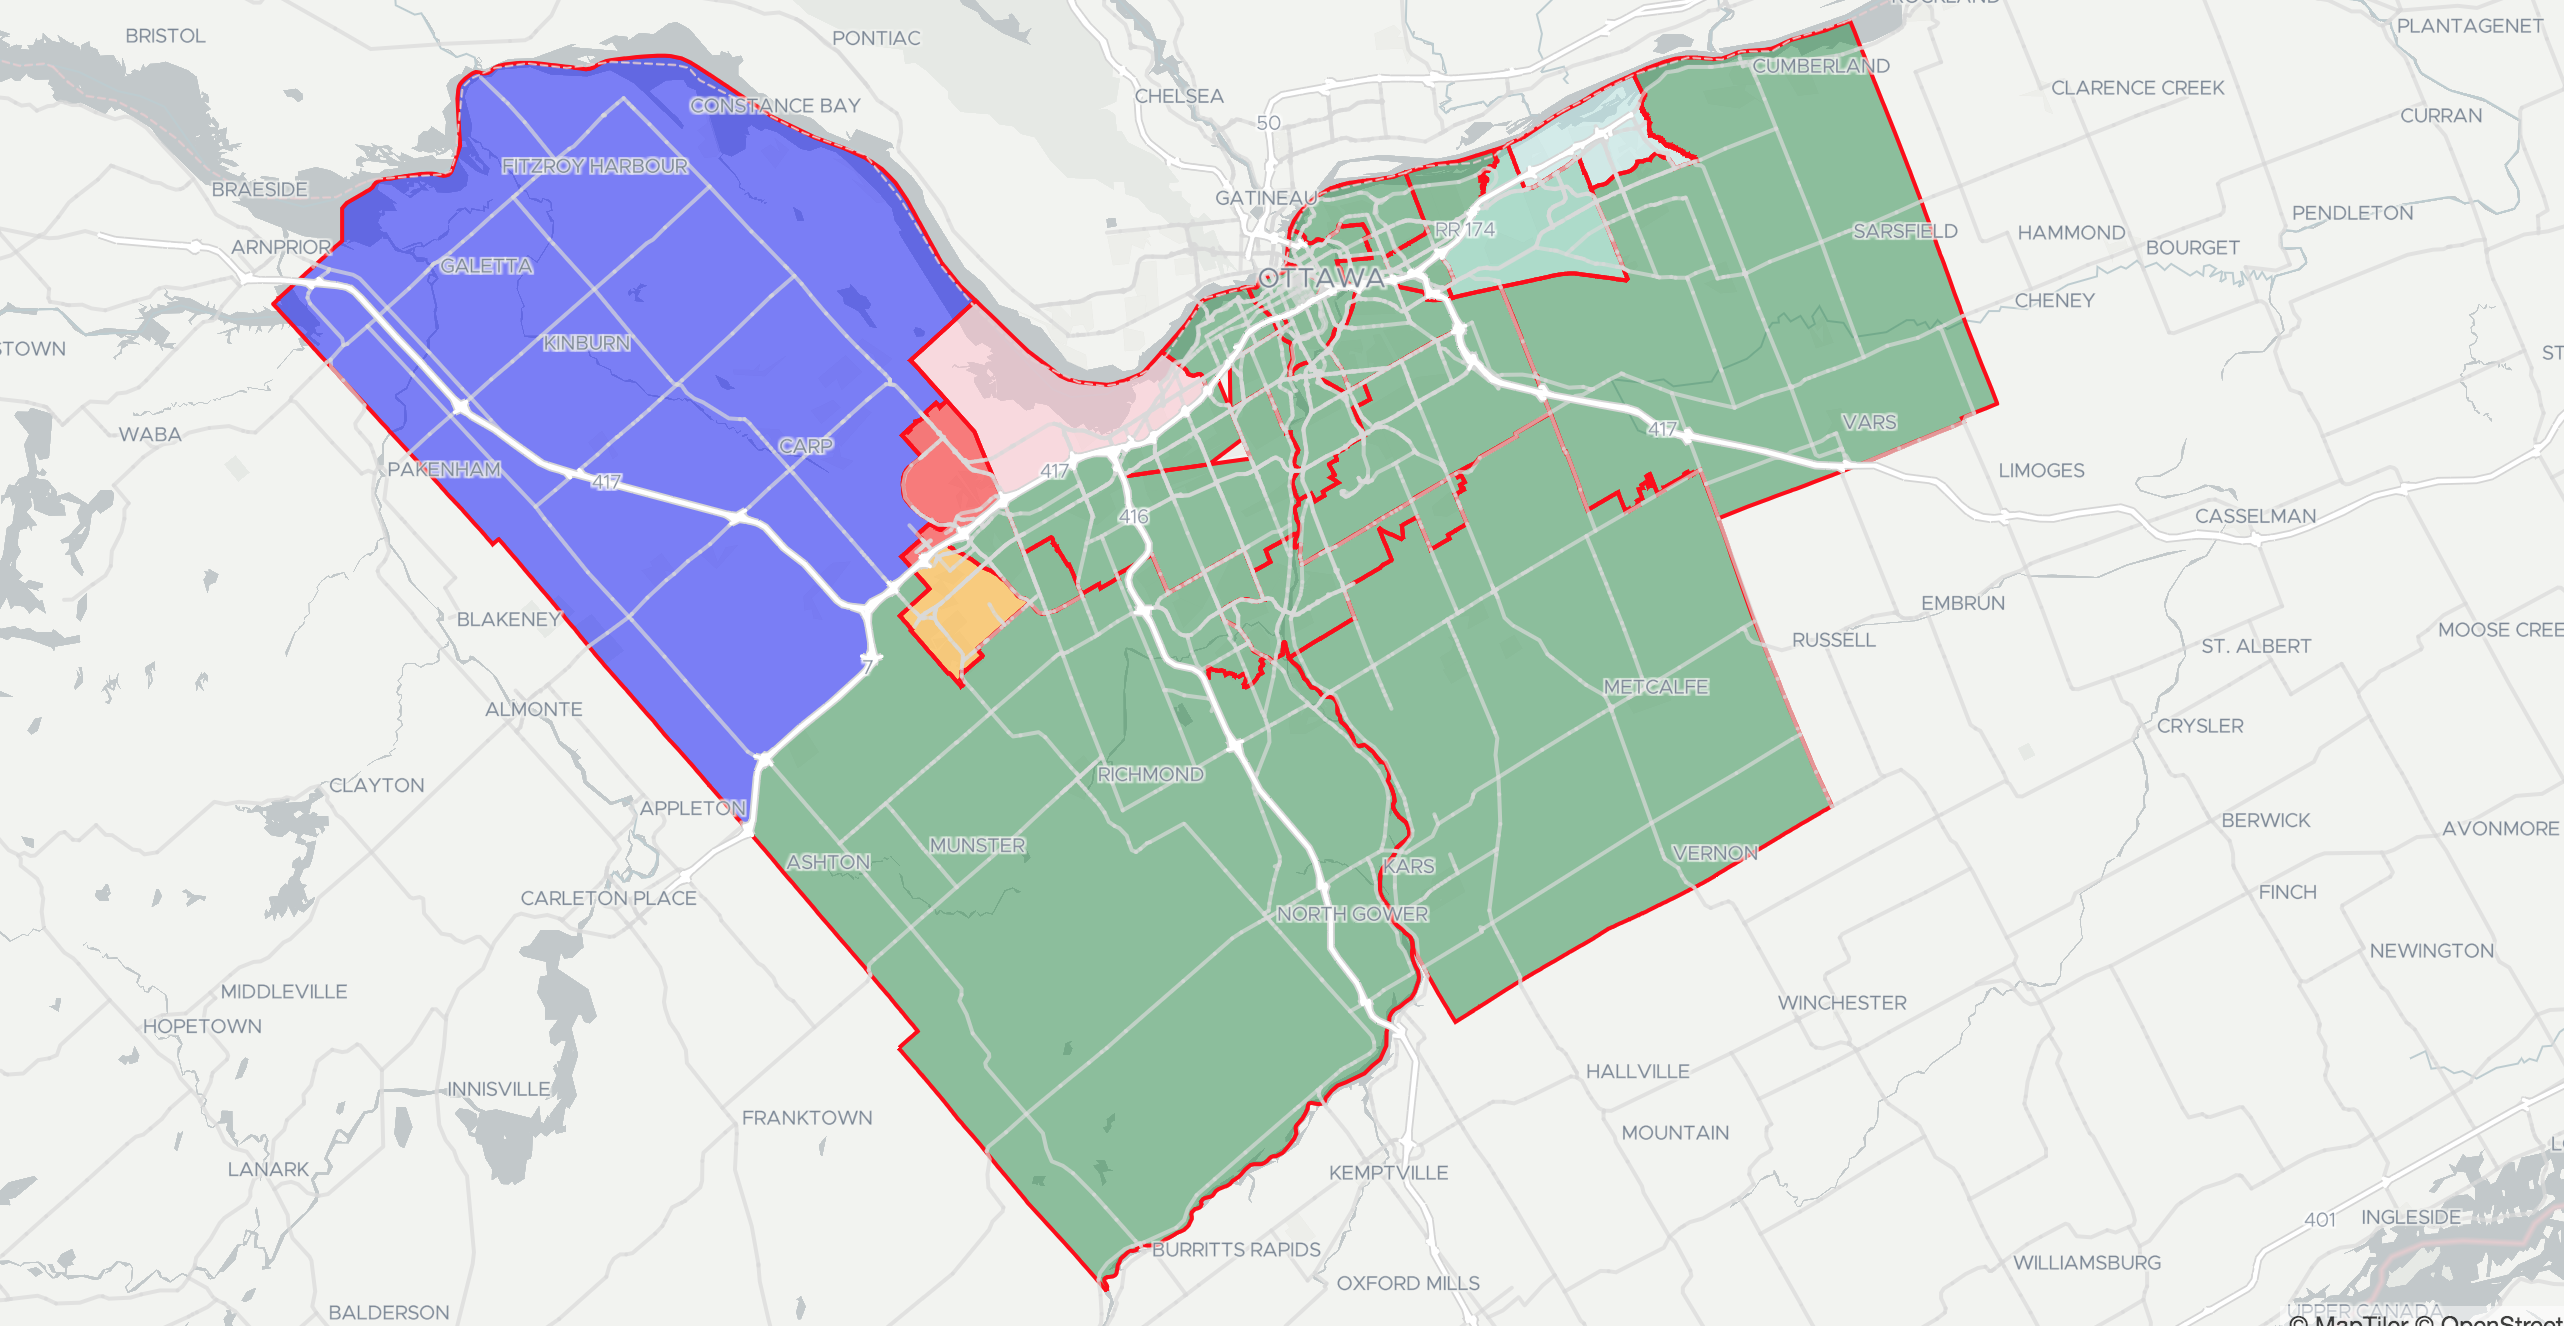 ROCKLAND
PLANTAGENET
BRISTOL
PONTIAC
CUMBERLAND
CLARENCE CREEK
CHELSEA
CONSTANCE BAY
CURRAN
50
FITZROY HARBOUR
BRAESIDE
GATINEAU
PENDLETON
RR 174
SARSFIELD
HAMMOND
BOURGET
ARNPRIOR
GALETTA
OTTAWA
CHENEY
KINBURN
STOWN
ST
WABA
CARP
417
VARS
PAKENHAM
417
417
LIMOGES
416
CASSELMAN
EMBRUN
BLAKENEY
RUSSELL
MOOSE CREE
ST. ALBERT
7
METCALFE
ALMONTE
CRYSLER
RICHMOND
CLAYTON
APPLETON
BERWICK
AVONMORE
MUNSTER
VERNON
ASHTON
KARS
FINCH
CARLETON PLACE
NORTH GOWER
NEWINGTON
MIDDLEVILLE
WINCHESTER
HOPETOWN
HALLVILLE
INNISVILLE
FRANKTOWN
MOUNTAIN
LANARK
KEMPTVILLE
401
INGLESIDE
BURRITTS RAPIDS
WILLIAMSBURG
OXFORD MILLS
BALDERSON
UPPER CANADA
© MapTiler © OpenStreet